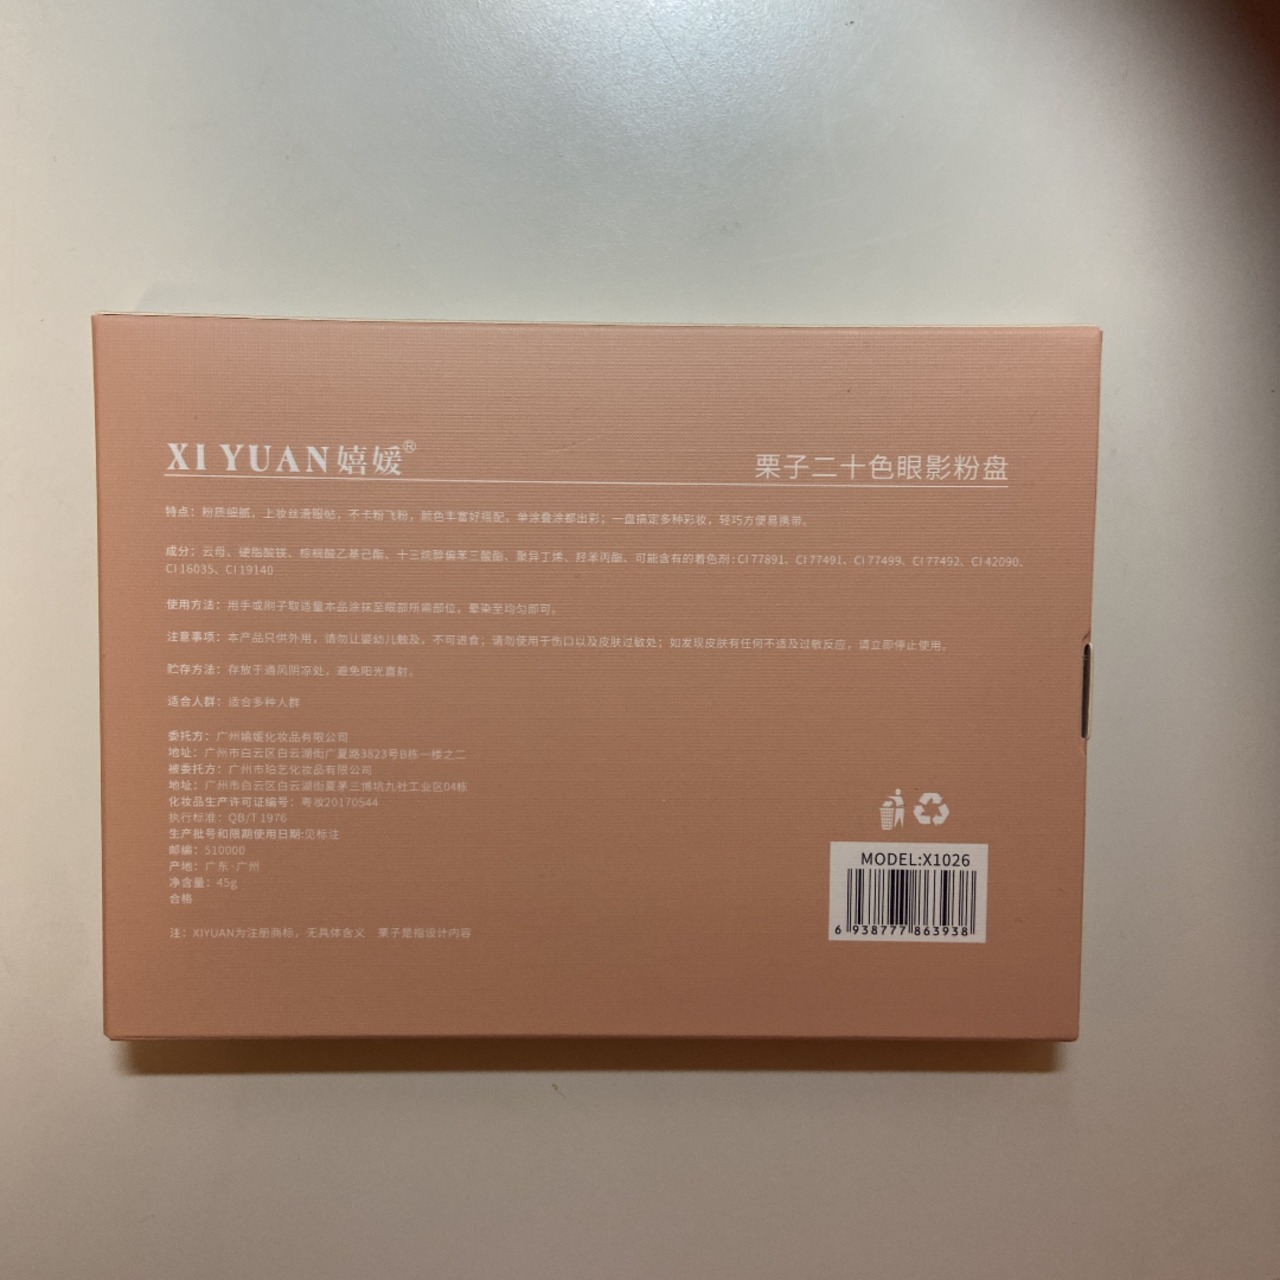 XI YUAN 嬉媛®
栗子二十色眼影粉盘
特点：粉质细腻，上妆丝滑服帖，不卡粉飞粉，颜色丰富好搭配，单涂叠涂都出彩；一盘搞定多种彩妆，轻巧方便易携带。
成分：云母、硬脂酸镁、棕榈酸乙基己酯、十三烷醇偏苯三酸酯、聚异丁烯、羟苯丙酯、可能含有的着色剂：CI 77891、CI 77491、CI 77499、CI 77492、CI 42090、
CI 16035、CI 19140
使用方法：用手或刷子取适量本品涂抹至眼部所需部位，晕染至均匀即可。
注意事项：本产品只供外用，请勿让婴幼儿触及，不可进食；请勿使用于伤口以及皮肤过敏处；如发现皮肤有任何不适及过敏反应，请立即停止使用。
贮存方法：存放于通风阴凉处，避免阳光直射。
适合人群：适合多种人群
委托方：广州嬉媛化妆品有限公司
地址：广州市白云区白云湖街广夏路3823号B栋一楼之二
被委托方：广州市珀艺化妆品有限公司
地址：广州市白云区白云湖街夏茅三博坑九社工业区04栋
化妆品生产许可证编号：粤妆20170544
执行标准：QB/T 1976
生产批号和限期使用日期:见标注
邮编：510000
产地：广东·广州
净含量：45g
合格
注：XIYUAN为注册商标，无具体含义 栗子是指设计内容
MODEL:X1026
6 938777 863938